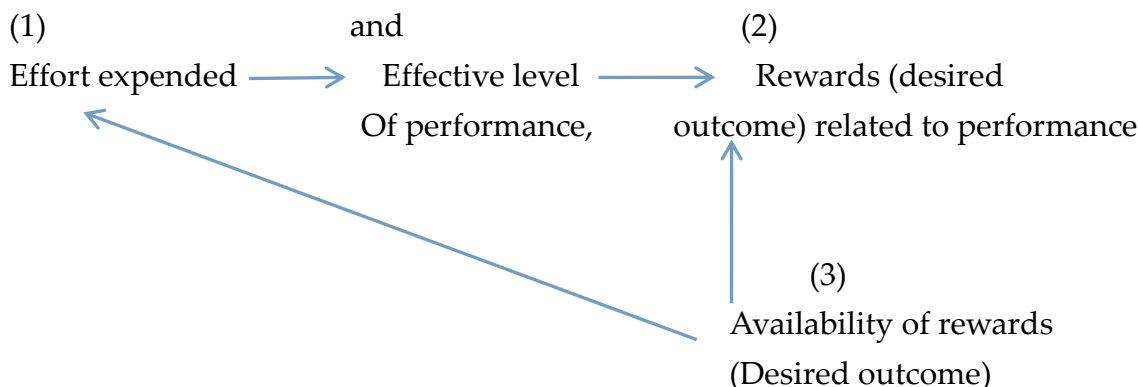 (1) and (2)
Effort expended Effective level Rewards (desired
Of performance, outcome) related to performance
(3)
Availability of rewards
(Desired outcome)